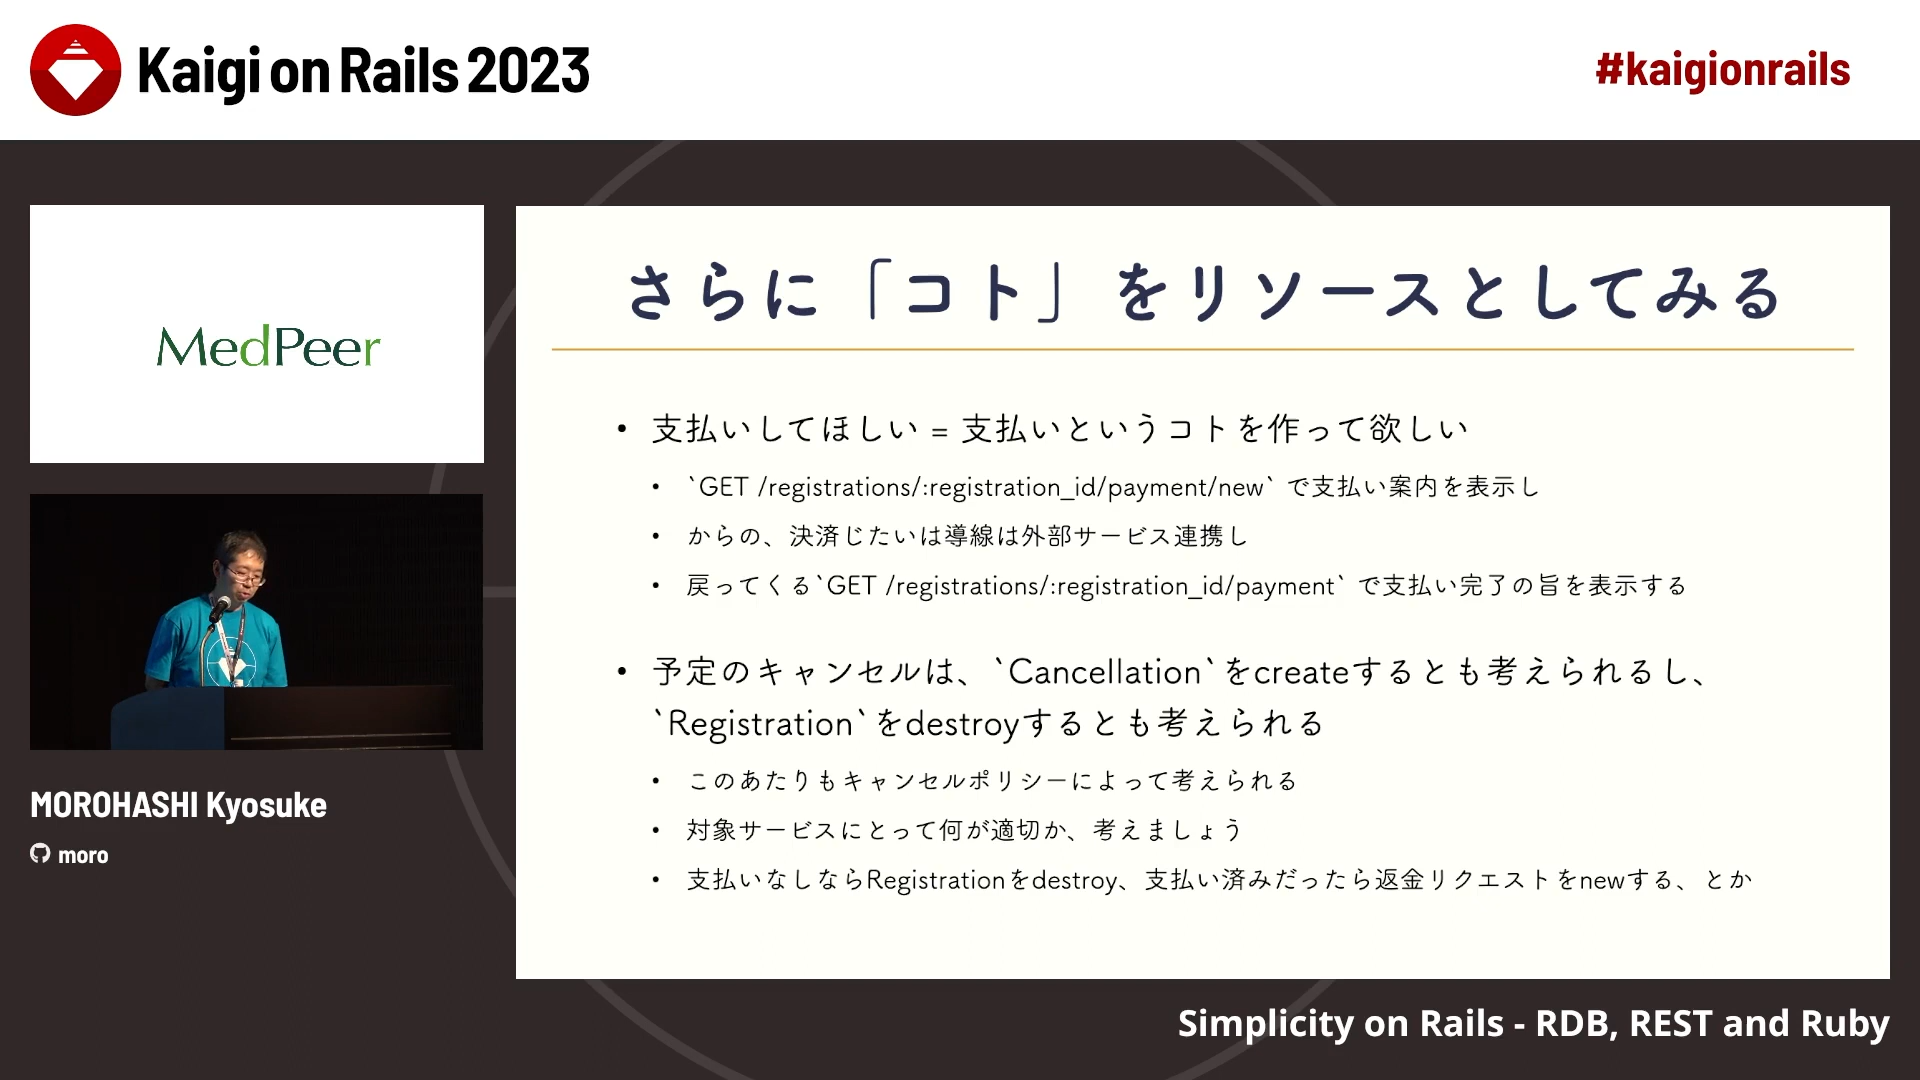 Kaigi on Rails 2023
#kaigionrails
MedPeer
MOROHASHI Kyosuke
moro
さらに「コト」をリソースとしてみる
• 支払いしてほしい = 支払いというコトを作って欲しい
• `GET /registrations/:registration_id/payment/new` で支払い案内を表示し
• からの、決済じたいは導線は外部サービス連携し
• 戻ってくる`GET /registrations/:registration_id/payment` で支払い完了の旨を表示する
• 予定のキャンセルは、`Cancellation`をcreateするとも考えられるし、
`Registration`をdestroyするとも考えられる
• このあたりもキャンセルポリシーによって考えられる
• 対象サービスにとって何が適切か、考えましょう
• 支払いなしならRegistrationをdestroy、支払い済みだったら返金リクエストをnewする、とか
Simplicity on Rails - RDB, REST and Ruby